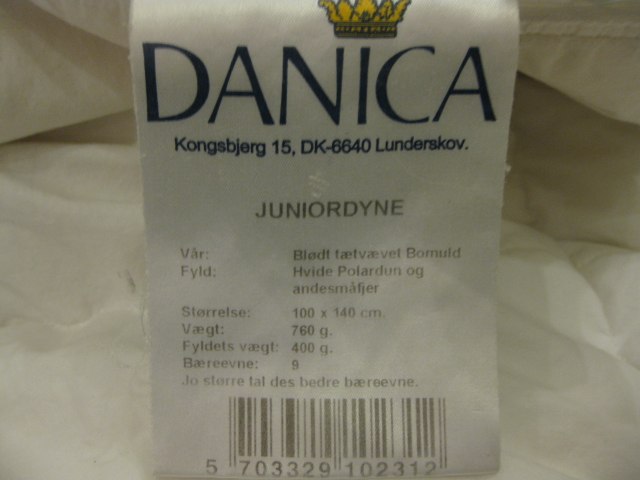 DANICA
Kongsbjerg 15, DK-6640 Lunderskov.
JUNIORDYNE
Vår: Blødt tætvævet Bomuld
Fyld: Hvide Polardun og
andesmåfjer
Størrelse: 100 x 140 cm.
Vægt: 760 g.
Fyldets vægt: 400 g.
Bæreevne: 9
Jo større tal des bedre bæreevne.
5 703329 102312